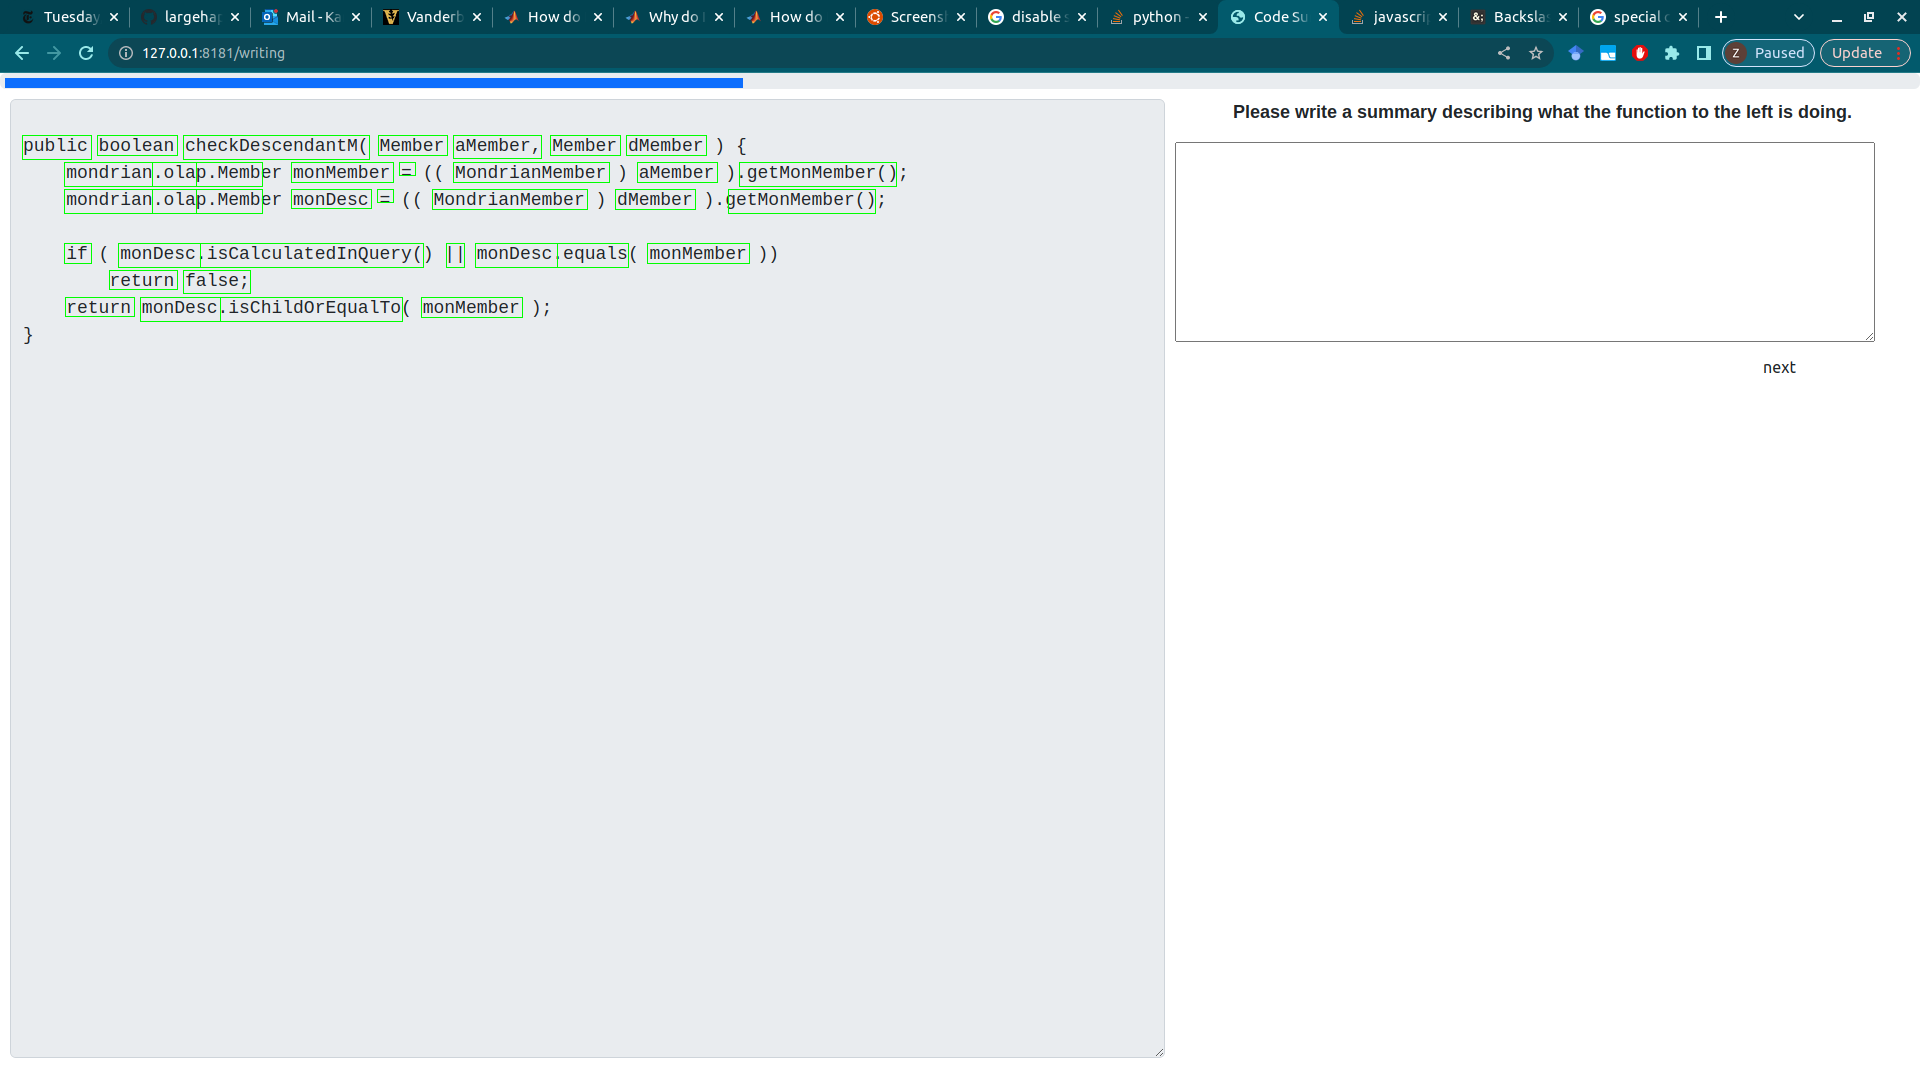 Tuesday
largehap
Mail - Ka
Vanderb
How do
Why do
How do
Screens
disable s
python -
Code Su
javascrip
Backslas
special c
127.0.0.1:8181/writing
Z Paused
Update
Please write a summary describing what the function to the left is doing.
public boolean checkDescendantM( Member aMember, Member dMember ) {
    mondrian.olap.Member monMember = (( MondrianMember ) aMember ).getMonMember();
    mondrian.olap.Member monDesc = (( MondrianMember ) dMember ).getMonMember();
    if ( monDesc.isCalculatedInQuery() || monDesc.equals( monMember ))
        return false;
    return monDesc.isChildOrEqualTo( monMember );
}
next